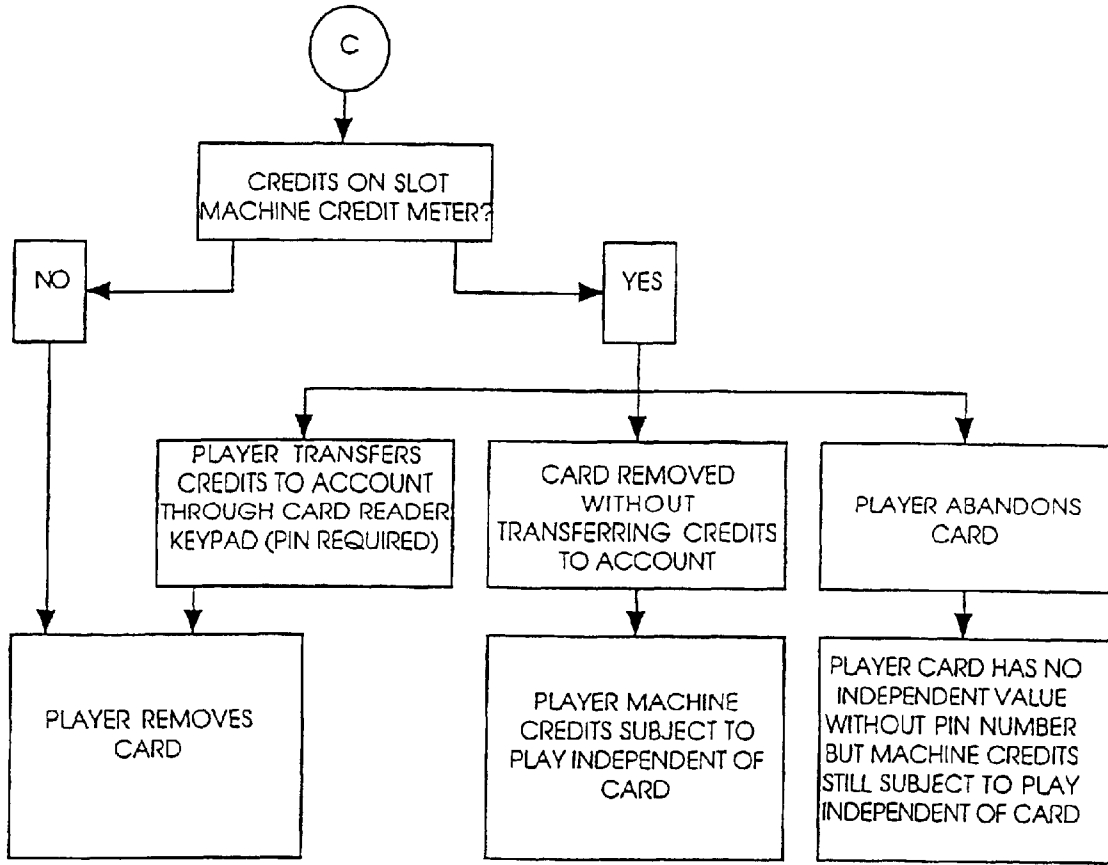 C
CREDITS ON SLOT
MACHINE CREDIT METER?
NO
YES
PLAYER TRANSFERS
CREDITS TO ACCOUNT
THROUGH CARD READER
KEYPAD (PIN REQUIRED)
CARD REMOVED
WITHOUT
TRANSFERRING CREDITS
TO ACCOUNT
PLAYER ABANDONS
CARD
PLAYER REMOVES
CARD
PLAYER MACHINE
CREDITS SUBJECT TO
PLAY INDEPENDENT OF
CARD
PLAYER CARD HAS NO
INDEPENDENT VALUE
WITHOUT PIN NUMBER
BUT MACHINE CREDITS
STILL SUBJECT TO PLAY
INDEPENDENT OF CARD